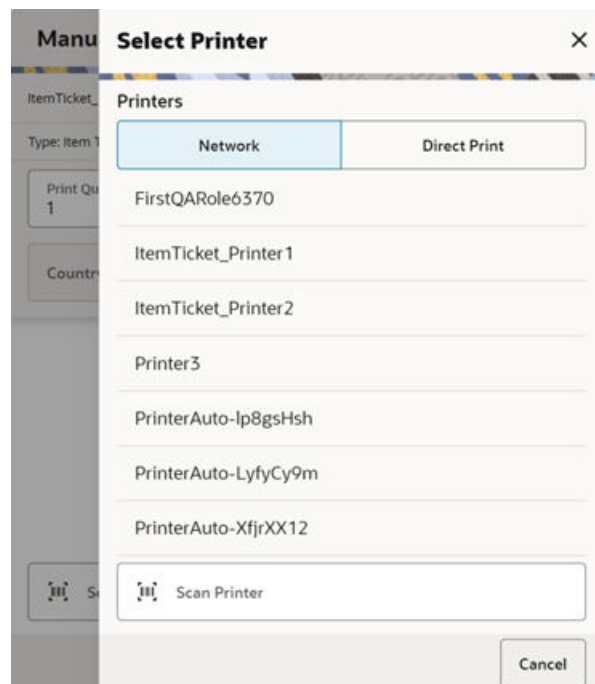 Manu
Select Printer
ItemTicket_
Printers
Type: Item T
Network
Direct Print
Print Qu
1
FirstQARole6370
ItemTicket_Printer1
Countr
ItemTicket_Printer2
Printer3
PrinterAuto-lp8gsHsh
PrinterAuto-LyfyCy9m
PrinterAuto-XfjrXX12
Scan Printer
Cancel